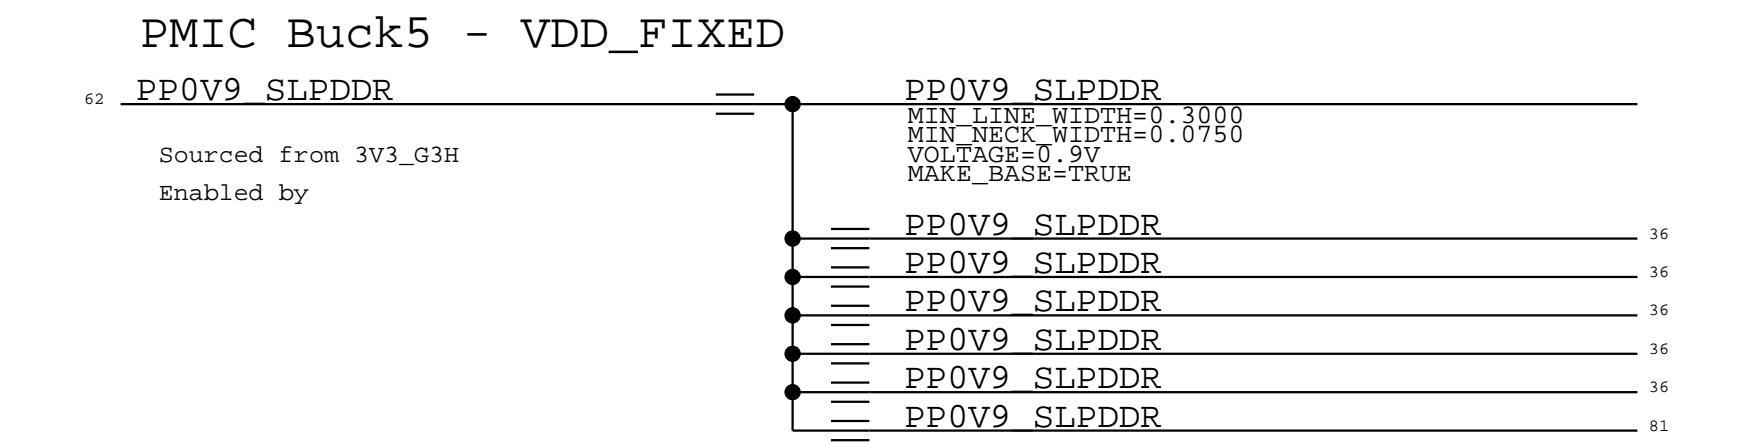 PMIC Buck5 - VDD_FIXED
62 PP0V9_SLPDDR PP0V9_SLPDDR
MIN_LINE_WIDTH=0.3000
MIN_NECK_WIDTH=0.0750
Sourced from 3V3_G3H VOLTAGE=0.9V
MAKE_BASE=TRUE
Enabled by
PP0V9_SLPDDR 36
PP0V9_SLPDDR 36
PP0V9_SLPDDR 36
PP0V9_SLPDDR 36
PP0V9_SLPDDR 36
PP0V9_SLPDDR 81